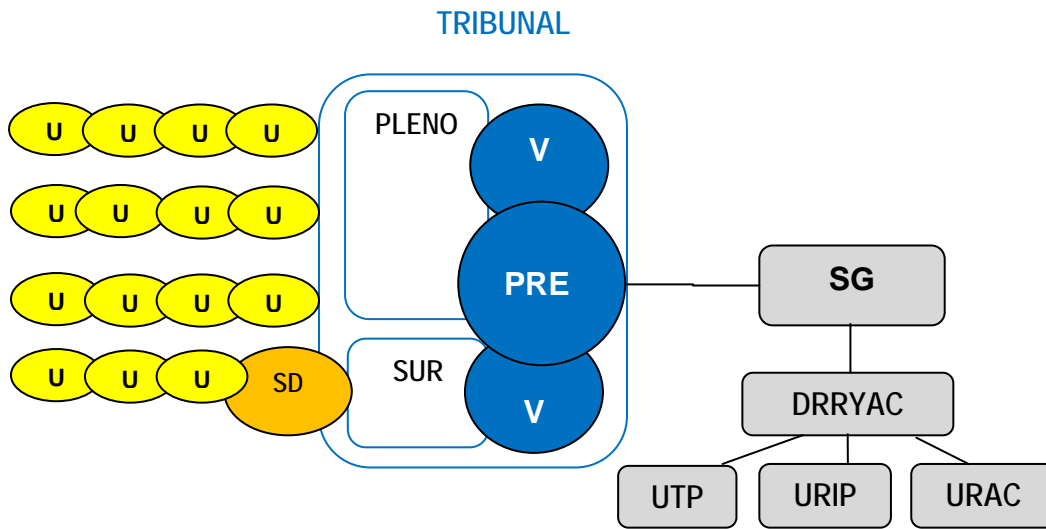 TRIBUNAL
PLENO
V
U U U U
U U U U
PRE
SG
U U U U
SUR
U U U SD
V
DRRYAC
UTP URIP URAC